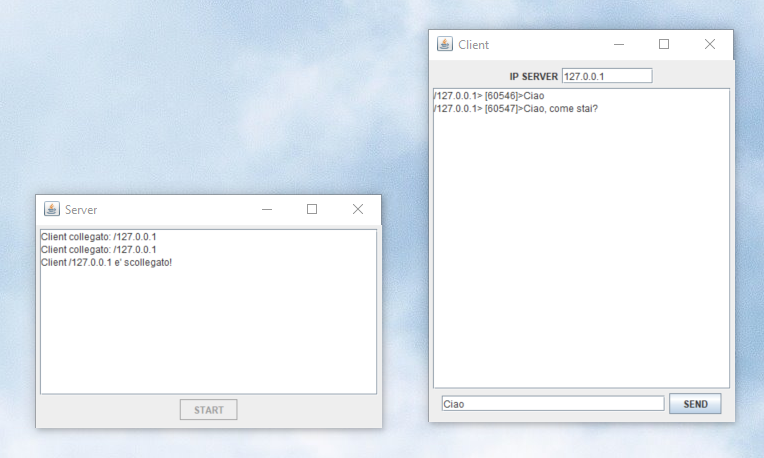 Client
IP SERVER 127.0.0.1
/127.0.0.1> [60546]>Ciao
/127.0.0.1> [60547]>Ciao, come stai?
Ciao SEND
Server
Client collegato: /127.0.0.1
Client collegato: /127.0.0.1
Client /127.0.0.1 e' scollegato!
START